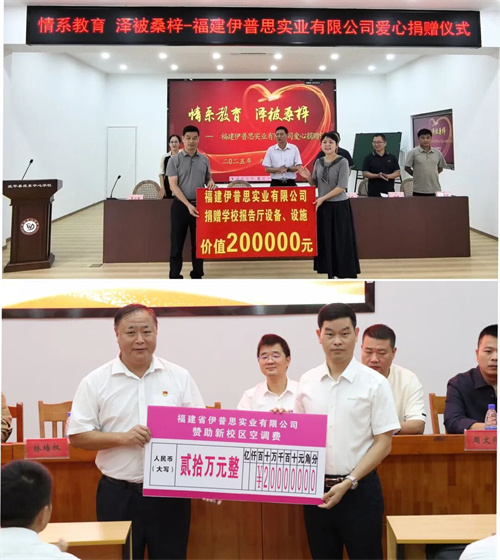 情系教育 泽被桑梓-福建伊普思实业有限公司爱心捐赠仪式
情系教育 泽被桑梓
福建伊普思实业有限公司爱心捐赠
二〇二五年
福建伊普思实业有限公司
捐赠学校报告厅设备、设施
价值200000元
福建省伊普思实业有限公司
赞助新校区空调费
人民币
(大写)
贰拾万元整
亿仟百十万千百十元角分
¥20000000